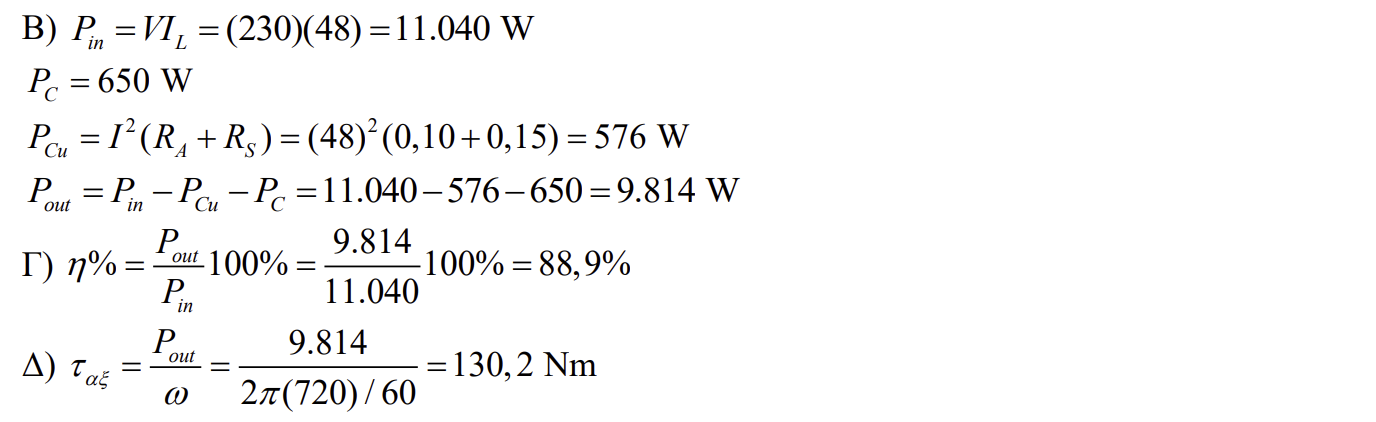 Β) P_in = VI_L = (230)(48) = 11.040 W
P_C = 650 W
P_Cu = I²(R_A + R_S) = (48)²(0,10 + 0,15) = 576 W
P_out = P_in − P_Cu − P_C = 11.040 − 576 − 650 = 9.814 W
Γ) η% = P_out / P_in 100% = 9.814 / 11.040 100% = 88,9%
Δ) τ_αξ = P_out / ω = 9.814 / 2π(720) / 60 = 130,2 Nm